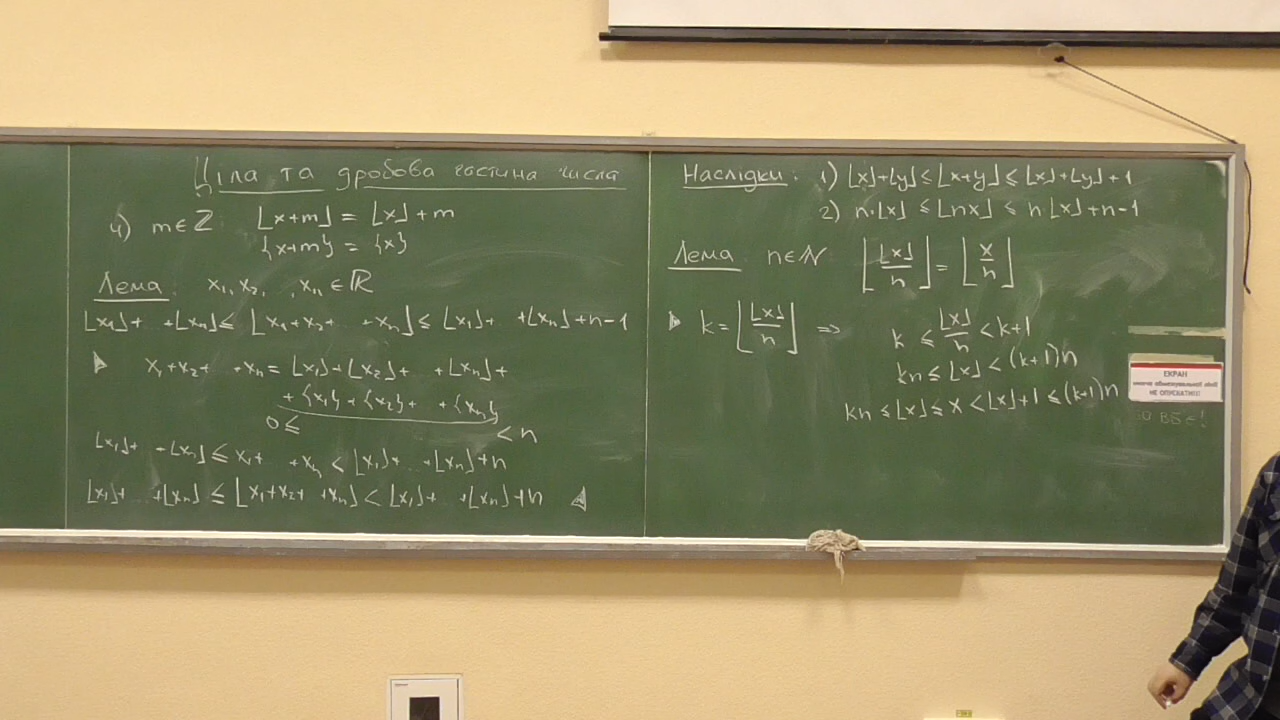 Ціла та дробова частина числа
4) m∈ℤ ⌊x+m⌋ = ⌊x⌋ + m
{x+m} = {x}
Лема: x₁, x₂, , xₙ ∈ ℝ
⌊x₁⌋+ +⌊xₙ⌋ ≤ ⌊x₁+x₂+ +xₙ⌋ ≤ ⌊x₁⌋+ +⌊xₙ⌋+n-1
x₁+x₂+ +xₙ = ⌊x₁⌋+⌊x₂⌋+ +⌊xₙ⌋+
+{x₁}+{x₂}+ +{xₙ}
0≤ <n
⌊x₁⌋+ +⌊xₙ⌋ ≤ x₁+ +xₙ < ⌊x₁⌋+ +⌊xₙ⌋+n
⌊x₁⌋+ +⌊xₙ⌋ ≤ ⌊x₁+x₂+ +xₙ⌋ < ⌊x₁⌋+ +⌊xₙ⌋+n
Наслідки: 1) ⌊x⌋+⌊y⌋ ≤ ⌊x+y⌋ ≤ ⌊x⌋+⌊y⌋+1
2) n·⌊x⌋ ≤ ⌊nx⌋ ≤ n·⌊x⌋+n-1
Лема n∈ℕ ⌊⌊x⌋/n⌋ = ⌊x/n⌋
k = ⌊⌊x⌋/n⌋ ⇒ k ≤ ⌊x⌋/n < k+1
kn ≤ ⌊x⌋ < (k+1)n
kn ≤ ⌊x⌋ ≤ x < ⌊x⌋+1 ≤ (k+1)n
ЕКРАН
НЕ ОПУСКАТИ!!!